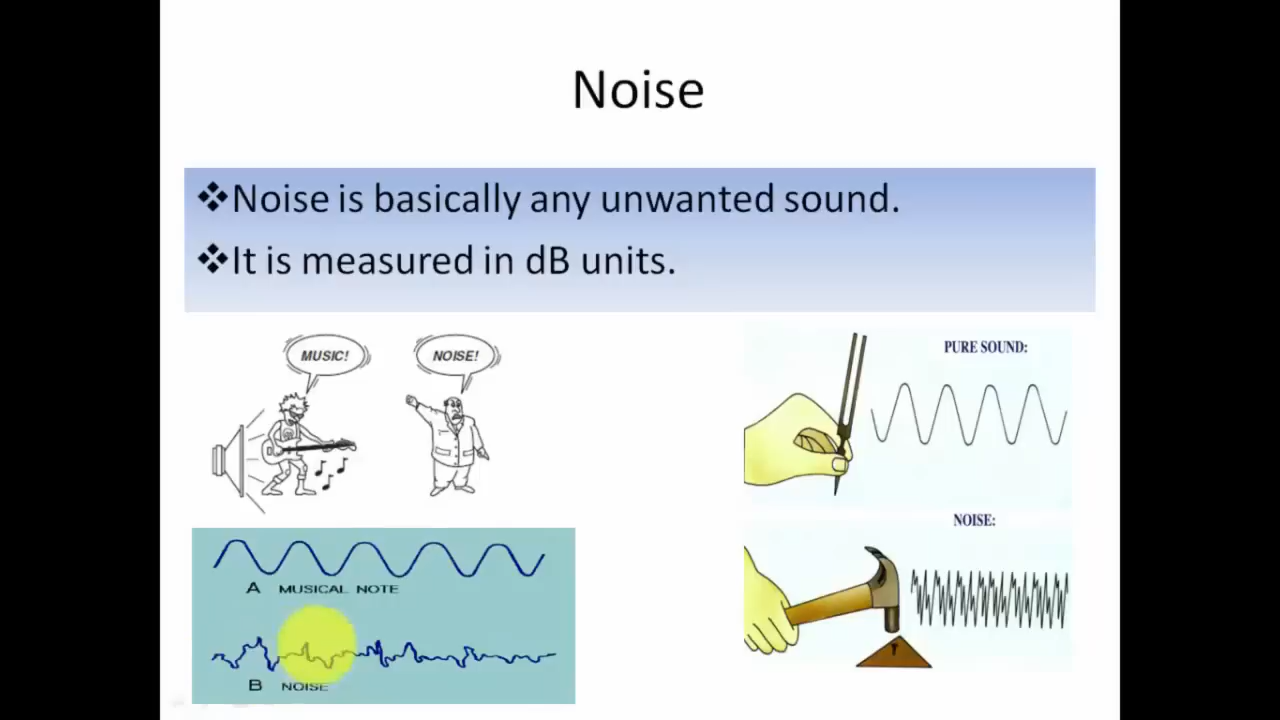 Noise
❖Noise is basically any unwanted sound.
❖It is measured in dB units.
MUSIC!
NOISE!
PURE SOUND:
NOISE:
A MUSICAL NOTE
B NOISE